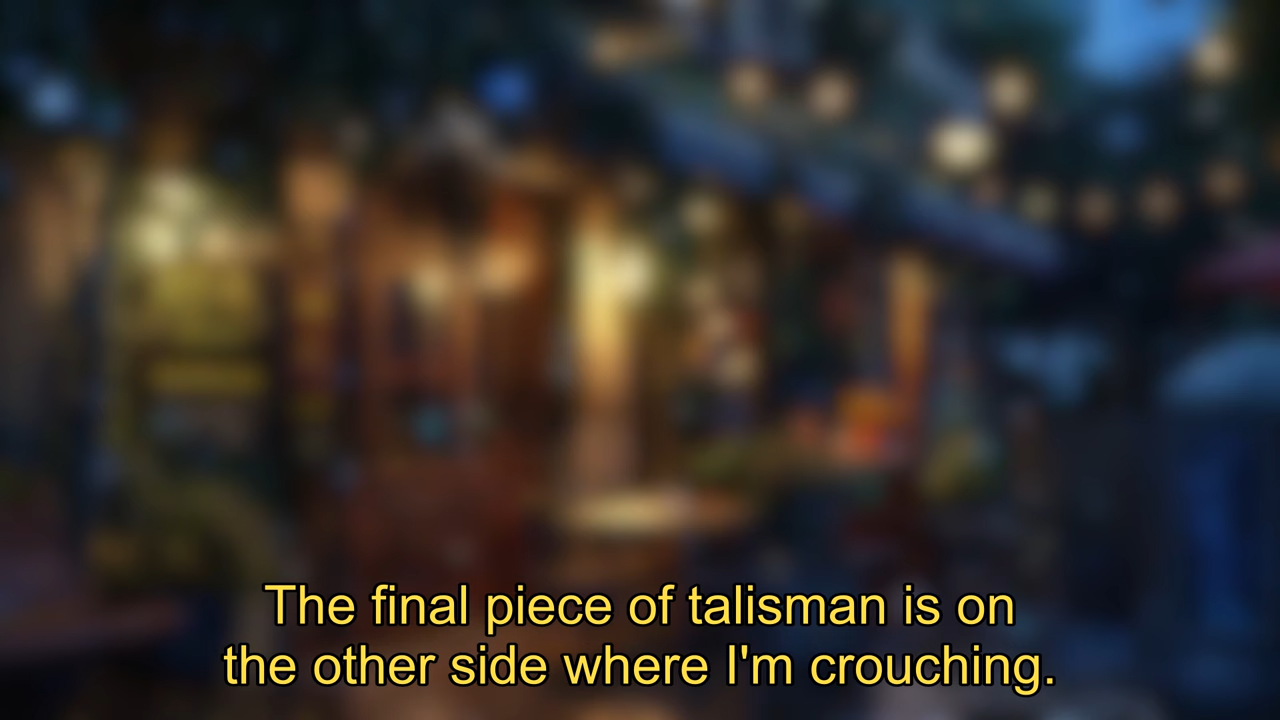 The final piece of talisman is on
the other side where I'm crouching.